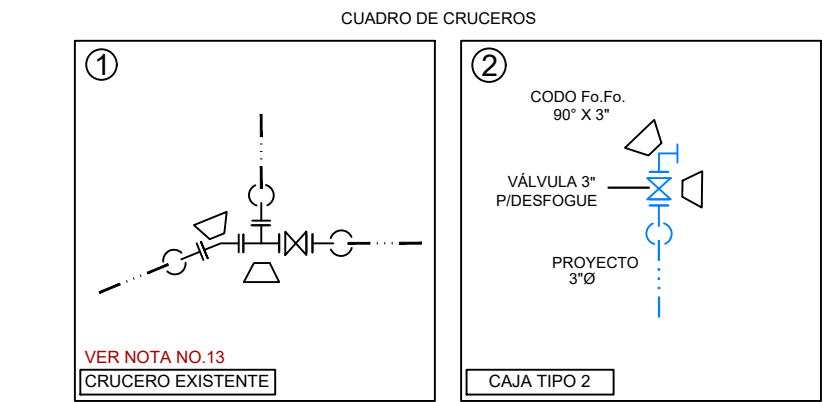 CUADRO DE CRUCEROS
1
VER NOTA NO.13
CRUCERO EXISTENTE
2
CODO Fo.Fo.
90° X 3"
VÁLVULA 3"
P/DESFOGUE
PROYECTO
3"Ø
CAJA TIPO 2